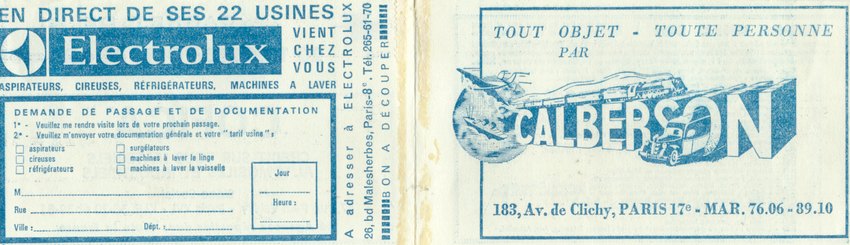 EN DIRECT DE SES 22 USINES
Electrolux
VIENT
CHEZ
VOUS
ASPIRATEURS, CIREUSES, RÉFRIGÉRATEURS, MACHINES A LAVER
DEMANDE DE PASSAGE ET DE DOCUMENTATION
1° - Veuillez me rendre visite lors de votre prochain passage.
2° - Veuillez m'envoyer votre documentation générale et votre "tarif usine" :
aspirateurs
cireuses
réfrigérateurs
surgélateurs
machines à laver le linge
machines à laver la vaisselle
Jour
Heure :
M
Rue
Ville : Dépt. :
A adresser à ELECTROLUX
26, bd Malesherbes, Paris-8e. Tél. 265-61-70
BON A DÉCOUPER
TOUT OBJET - TOUTE PERSONNE
PAR
CALBERSON
183, Av. de Clichy, PARIS 17e - MAR. 76.06 - 89.10